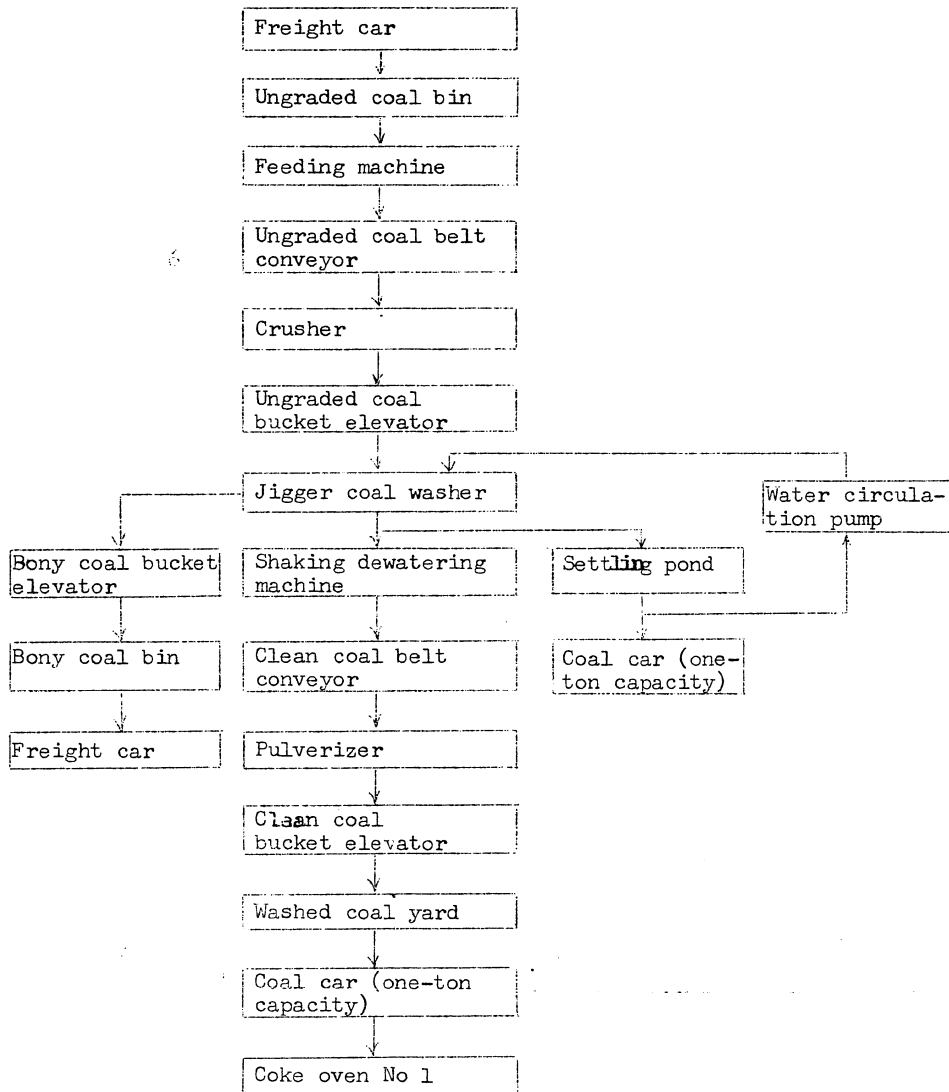 Freight car
Ungraded coal bin
Feeding machine
Ungraded coal belt
conveyor
Crusher
Ungraded coal
bucket elevator
Jigger coal washer
Water circula-
tion pump
Bony coal bucket
elevator
Shaking dewatering
machine
Settling pond
Bony coal bin
Clean coal belt
conveyor
Coal car (one-
ton capacity)
Freight car
Pulverizer
Claan coal
bucket elevator
Washed coal yard
Coal car (one-ton
capacity)
Coke oven No 1